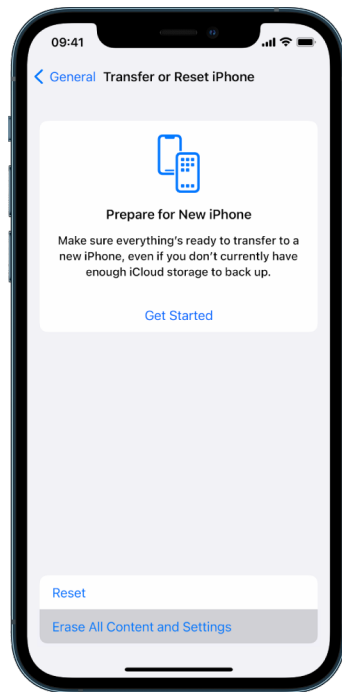 09:41
General Transfer or Reset iPhone
Prepare for New iPhone
Make sure everything's ready to transfer to a
new iPhone, even if you don't currently have
enough iCloud storage to back up.
Get Started
Reset
Erase All Content and Settings